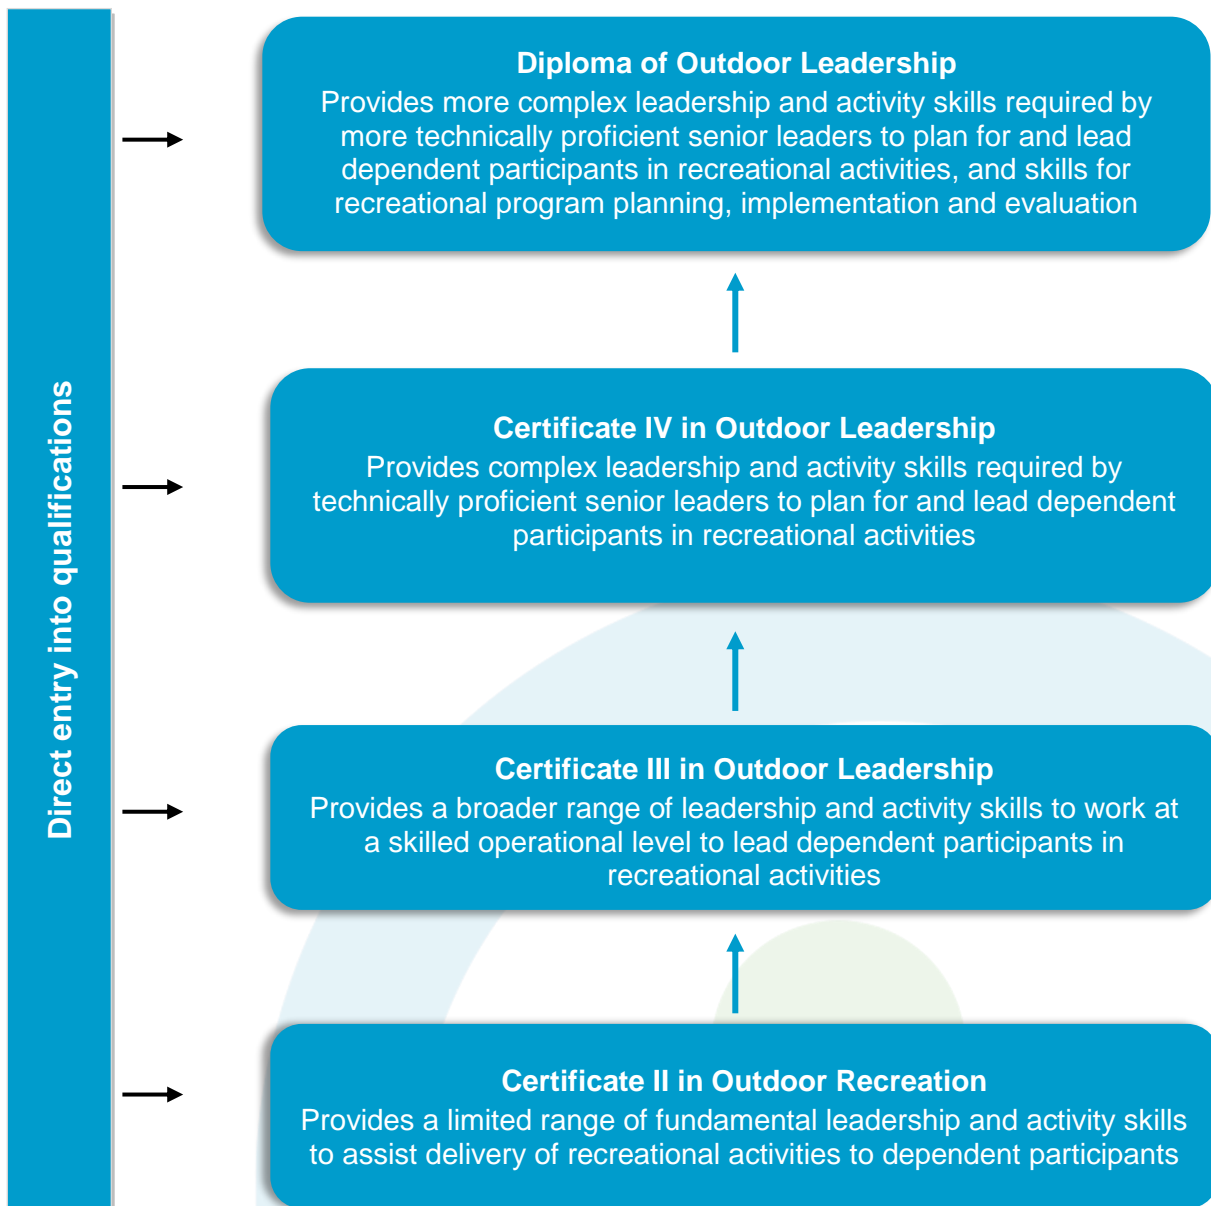 Direct entry into qualifications
Diploma of Outdoor Leadership
Provides more complex leadership and activity skills required by
more technically proficient senior leaders to plan for and lead
dependent participants in recreational activities, and skills for
recreational program planning, implementation and evaluation
Certificate IV in Outdoor Leadership
Provides complex leadership and activity skills required by
technically proficient senior leaders to plan for and lead dependent
participants in recreational activities
Certificate III in Outdoor Leadership
Provides a broader range of leadership and activity skills to work at
a skilled operational level to lead dependent participants in
recreational activities
Certificate II in Outdoor Recreation
Provides a limited range of fundamental leadership and activity skills
to assist delivery of recreational activities to dependent participants